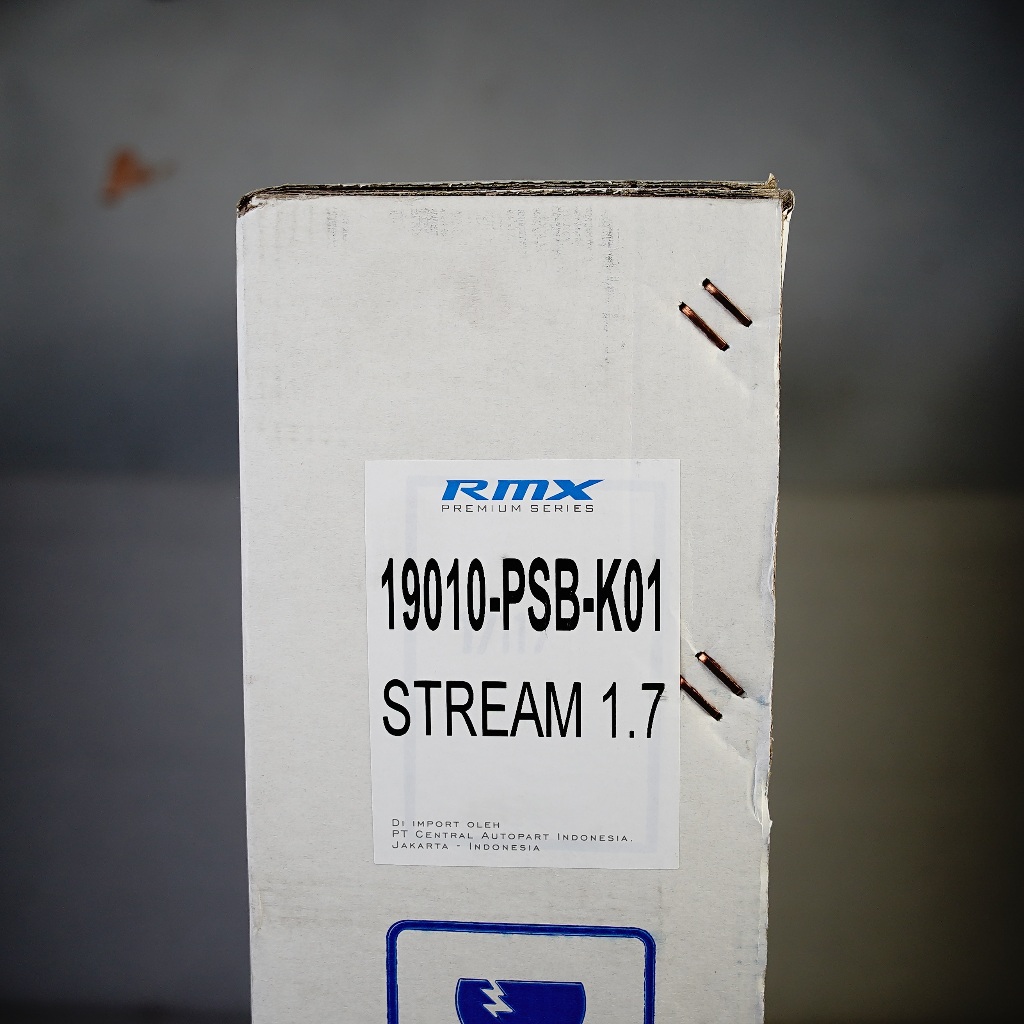 RMX
PREMIUM SERIES
19010-PSB-K01
STREAM 1.7
DI IMPORT OLEH
PT CENTRAL AUTOPART INDONESIA.
JAKARTA - INDONESIA